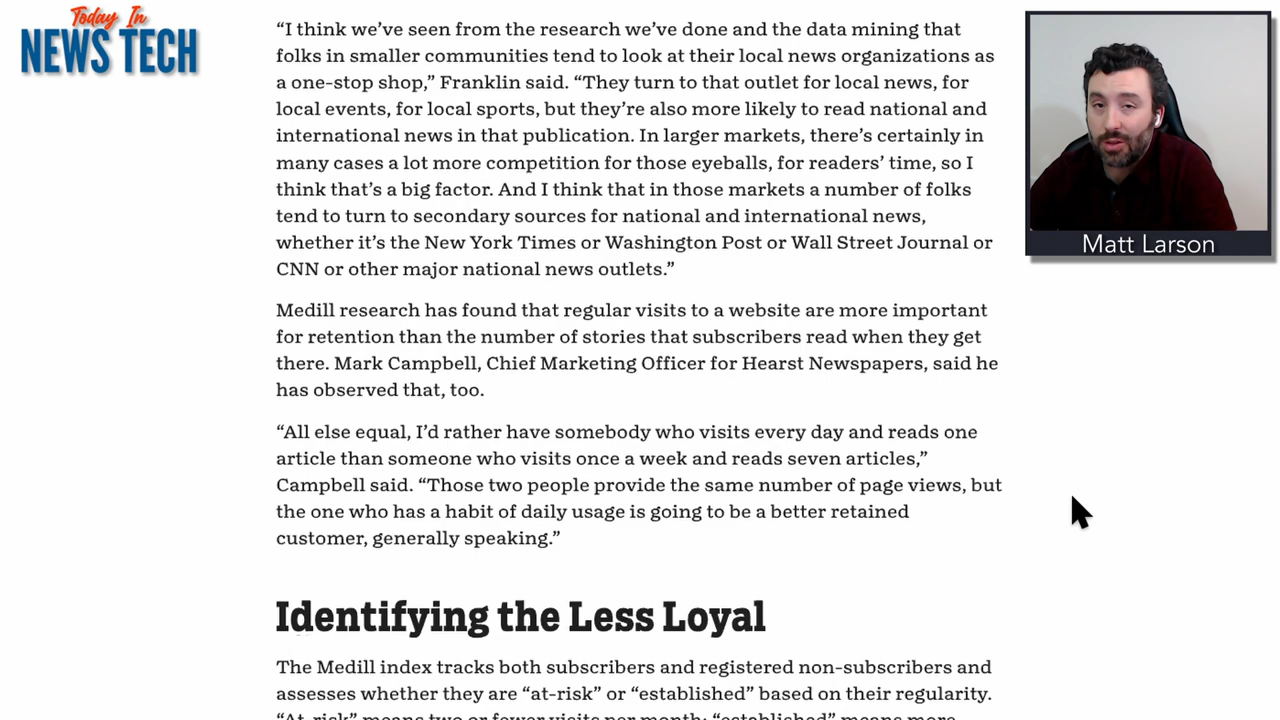 Today In
NEWS TECH
“I think we’ve seen from the research we’ve done and the data mining that
folks in smaller communities tend to look at their local news organizations as
a one-stop shop,” Franklin said. “They turn to that outlet for local news, for
local events, for local sports, but they’re also more likely to read national and
international news in that publication. In larger markets, there’s certainly in
many cases a lot more competition for those eyeballs, for readers’ time, so I
think that’s a big factor. And I think that in those markets a number of folks
tend to turn to secondary sources for national and international news,
whether it’s the New York Times or Washington Post or Wall Street Journal or
CNN or other major national news outlets.”
Medill research has found that regular visits to a website are more important
for retention than the number of stories that subscribers read when they get
there. Mark Campbell, Chief Marketing Officer for Hearst Newspapers, said he
has observed that, too.
“All else equal, I’d rather have somebody who visits every day and reads one
article than someone who visits once a week and reads seven articles,”
Campbell said. “Those two people provide the same number of page views, but
the one who has a habit of daily usage is going to be a better retained
customer, generally speaking.”
Identifying the Less Loyal
The Medill index tracks both subscribers and registered non-subscribers and
assesses whether they are “at-risk” or “established” based on their regularity.
“At-risk” means two or fewer visits per month; “established” means more
Matt Larson